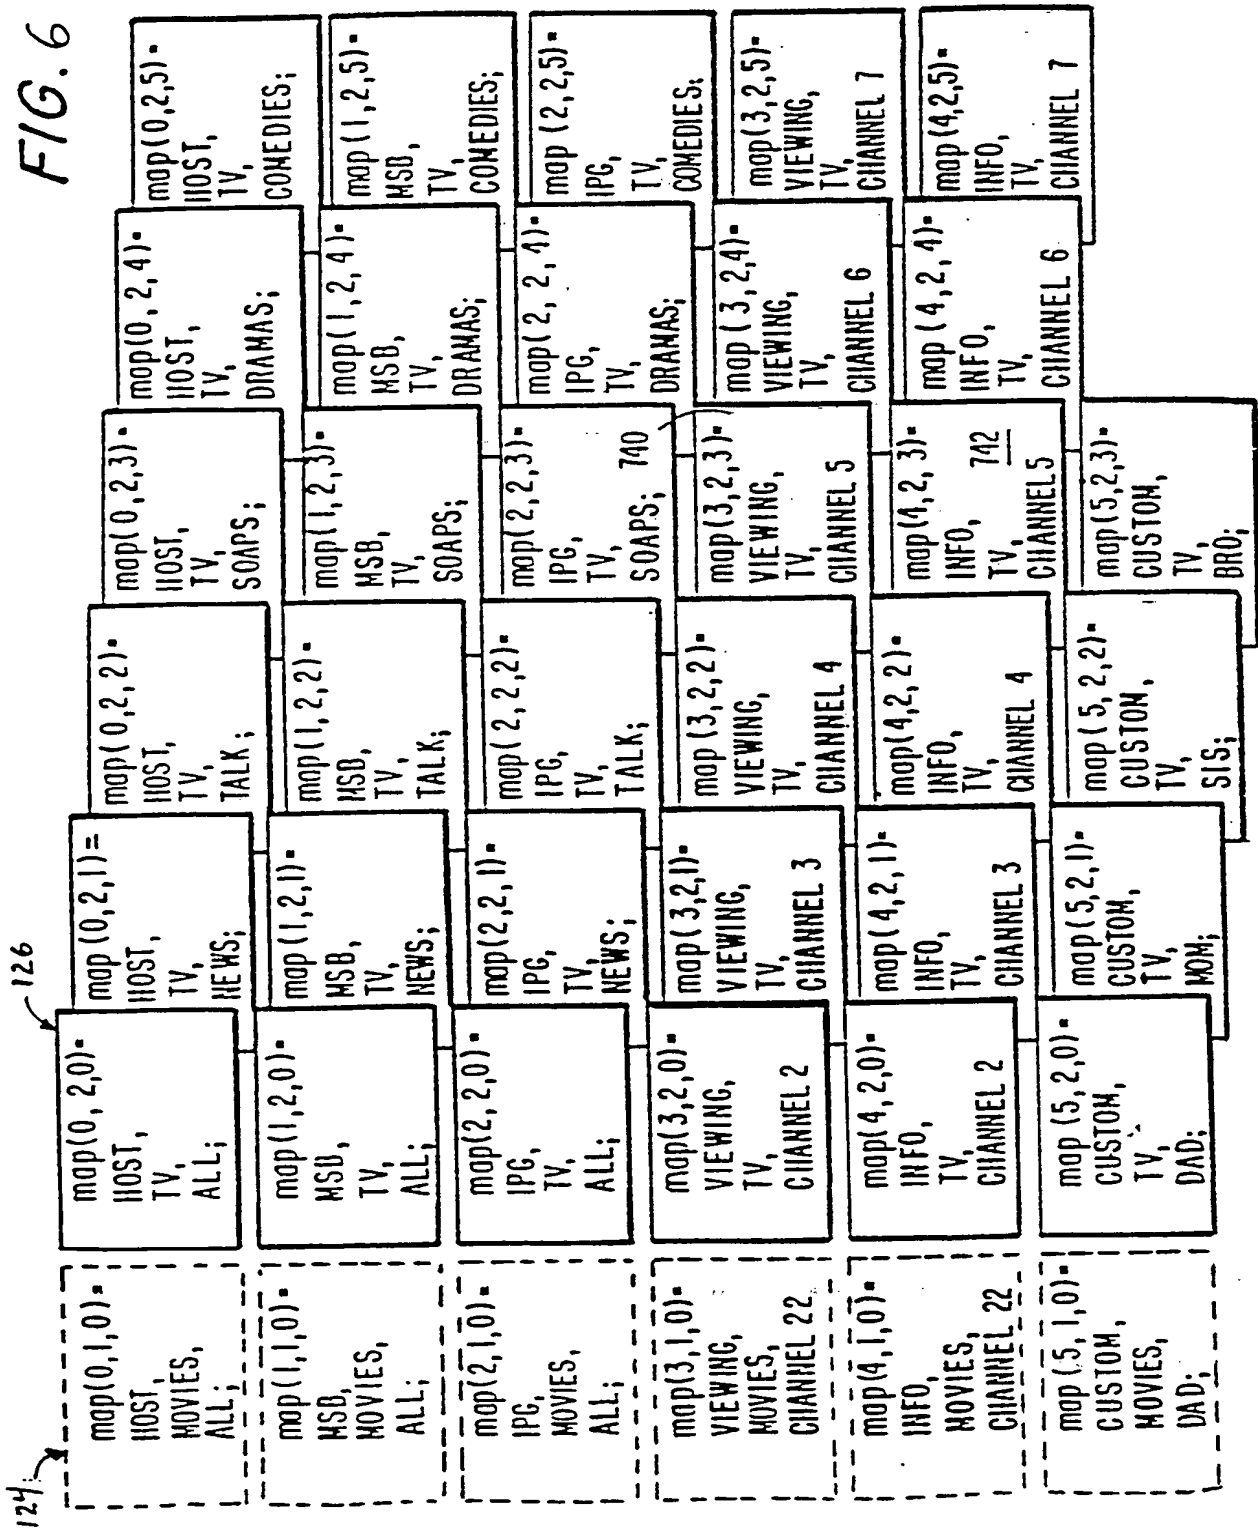 FIG. 6
124
126
map(0,1,0)=
HOST,
MOVIES,
ALL;
map(0,2,0)=
HOST,
TV,
ALL;
map(0,2,1)=
HOST,
TV,
NEWS;
map(0,2,2)=
HOST,
TV,
TALK;
map(0,2,3)=
HOST,
TV,
SOAPS;
map(0,2,4)=
HOST,
TV,
DRAMAS;
map(0,2,5)=
HOST,
TV,
COMEDIES;
map(1,1,0)=
MSB,
MOVIES,
ALL;
map(1,2,0)=
MSB,
TV,
ALL;
map(1,2,1)=
MSB,
TV,
NEWS;
map(1,2,2)=
MSB,
TV,
TALK;
map(1,2,3)=
MSB,
TV,
SOAPS;
map(1,2,4)=
MSB,
TV,
DRAMAS;
map(1,2,5)=
MSB,
TV,
COMEDIES;
map(2,1,0)=
IPG,
MOVIES,
ALL;
map(2,2,0)=
IPG,
TV,
ALL;
map(2,2,1)=
IPG,
TV,
NEWS;
map(2,2,2)=
IPG,
TV,
TALK;
map(2,2,3)=
IPG,
TV,
SOAPS;
740
map(2,2,4)=
IPG,
TV,
DRAMAS;
map (2,2,5)=
IPG,
TV,
COMEDIES;
map(3,1,0)=
VIEWING,
MOVIES,
CHANNEL 22
map(3,2,0)=
VIEWING,
TV,
CHANNEL 2
map(3,2,1)=
VIEWING,
TV,
CHANNEL 3
map (3,2,2)=
VIEWING,
TV,
CHANNEL 4
map(3,2,3)=
VIEWING,
TV,
CHANNEL 5
map (3,2,4)=
VIEWING,
TV,
CHANNEL 6
map(3,2,5)=
VIEWING,
TV,
CHANNEL 7
map(4,1,0)=
INFO,
MOVIES,
CHANNEL 22
map(4,2,0)=
INFO,
TV,
CHANNEL 2
map(4,2,1)=
INFO,
TV,
CHANNEL 3
map(4,2,2)=
INFO,
TV,
CHANNEL 4
map(4,2,3)=
INFO,
742
TV,
CHANNEL5
map (4,2,4)=
INFO,
TV,
CHANNEL 6
map(4,2,5)=
INFO,
TV,
CHANNEL 7
map (5,1,0)=
CUSTOM,
MOVIES,
DAD;
map (5,2,0)=
CUSTOM,
TV,
DAD;
map(5,2,1)=
CUSTOM,
TV,
MOM;
map (5,2,2)=
CUSTOM,
TV,
SIS;
map(5,2,3)=
CUSTOM,
TV,
BRO;